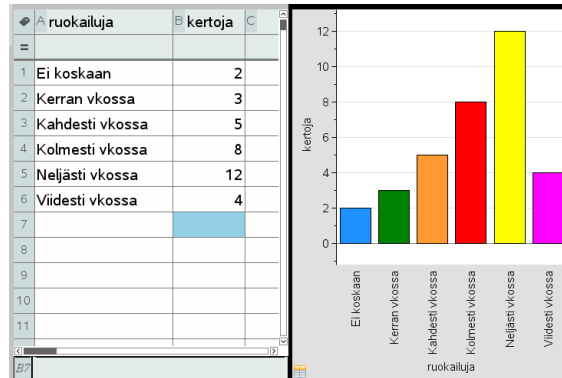 A ruokailuja B kertoja C
=
1 Ei koskaan 2
2 Kerran vkossa 3
3 Kahdesti vkossa 5
4 Kolmesti vkossa 8
5 Neljästi vkossa 12
6 Viidesti vkossa 4
7
8
9
10
11
B7
12
10
8
6
4
2
0
kertoja
Ei koskaan
Kerran vkossa
Kahdesti vkossa
Kolmesti vkossa
Neljästi vkossa
Viidesti vkossa
ruokailuja